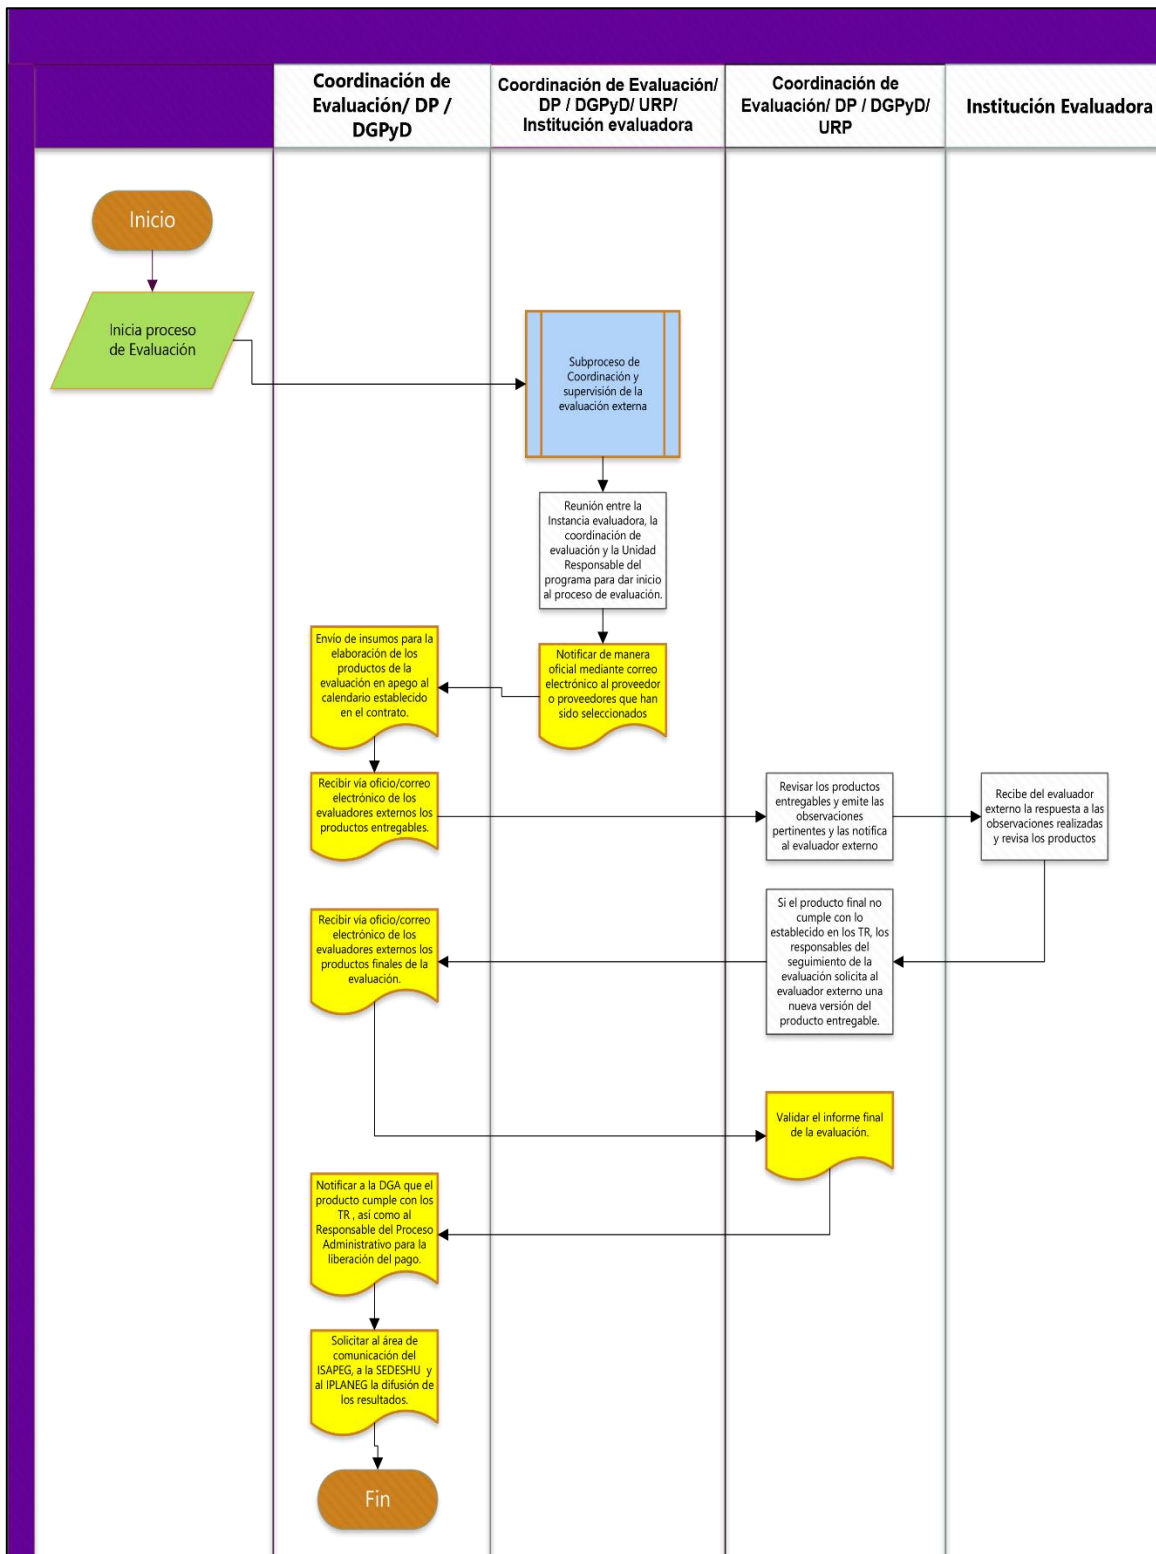 Coordinación de
Evaluación/ DP /
DGPyD
Coordinación de Evaluación/
DP / DGPyD/ URP/
Institución evaluadora
Coordinación de
Evaluación/ DP / DGPyD/
URP
Institución Evaluadora
Inicio
Inicia proceso
de Evaluación
Subproceso de
Coordinación y
supervisión de la
evaluación externa
Reunión entre la
Instancia evaluadora, la
coordinación de
evaluación y la Unidad
Responsable del
programa para dar inicio
al proceso de evaluación.
Notificar de manera
oficial mediante correo
electrónico al proveedor
o proveedores que han
sido seleccionados
Envío de insumos para la
elaboración de los
productos de la
evaluación en apego al
calendario establecido
en el contrato.
Recibir vía oficio/correo
electrónico de los
evaluadores externos los
productos entregables.
Revisar los productos
entregables y emite las
observaciones
pertinentes y las notifica
al evaluador externo
Recibe del evaluador
externo la respuesta a las
observaciones realizadas
y revisa los productos
Si el producto final no
cumple con lo
establecido en los TR, los
responsables del
seguimiento de la
evaluación solicita al
evaluador externo una
nueva versión del
producto entregable.
Recibir vía oficio/correo
electrónico de los
evaluadores externos los
productos finales de la
evaluación.
Validar el informe final
de la evaluación.
Notificar a la DGA que el
producto cumple con los
TR , así como al
Responsable del Proceso
Administrativo para la
liberación del pago.
Solicitar al área de
comunicación del
ISAPEG, a la SEDESHU y
al IPLANEG la difusión de
los resultados.
Fin